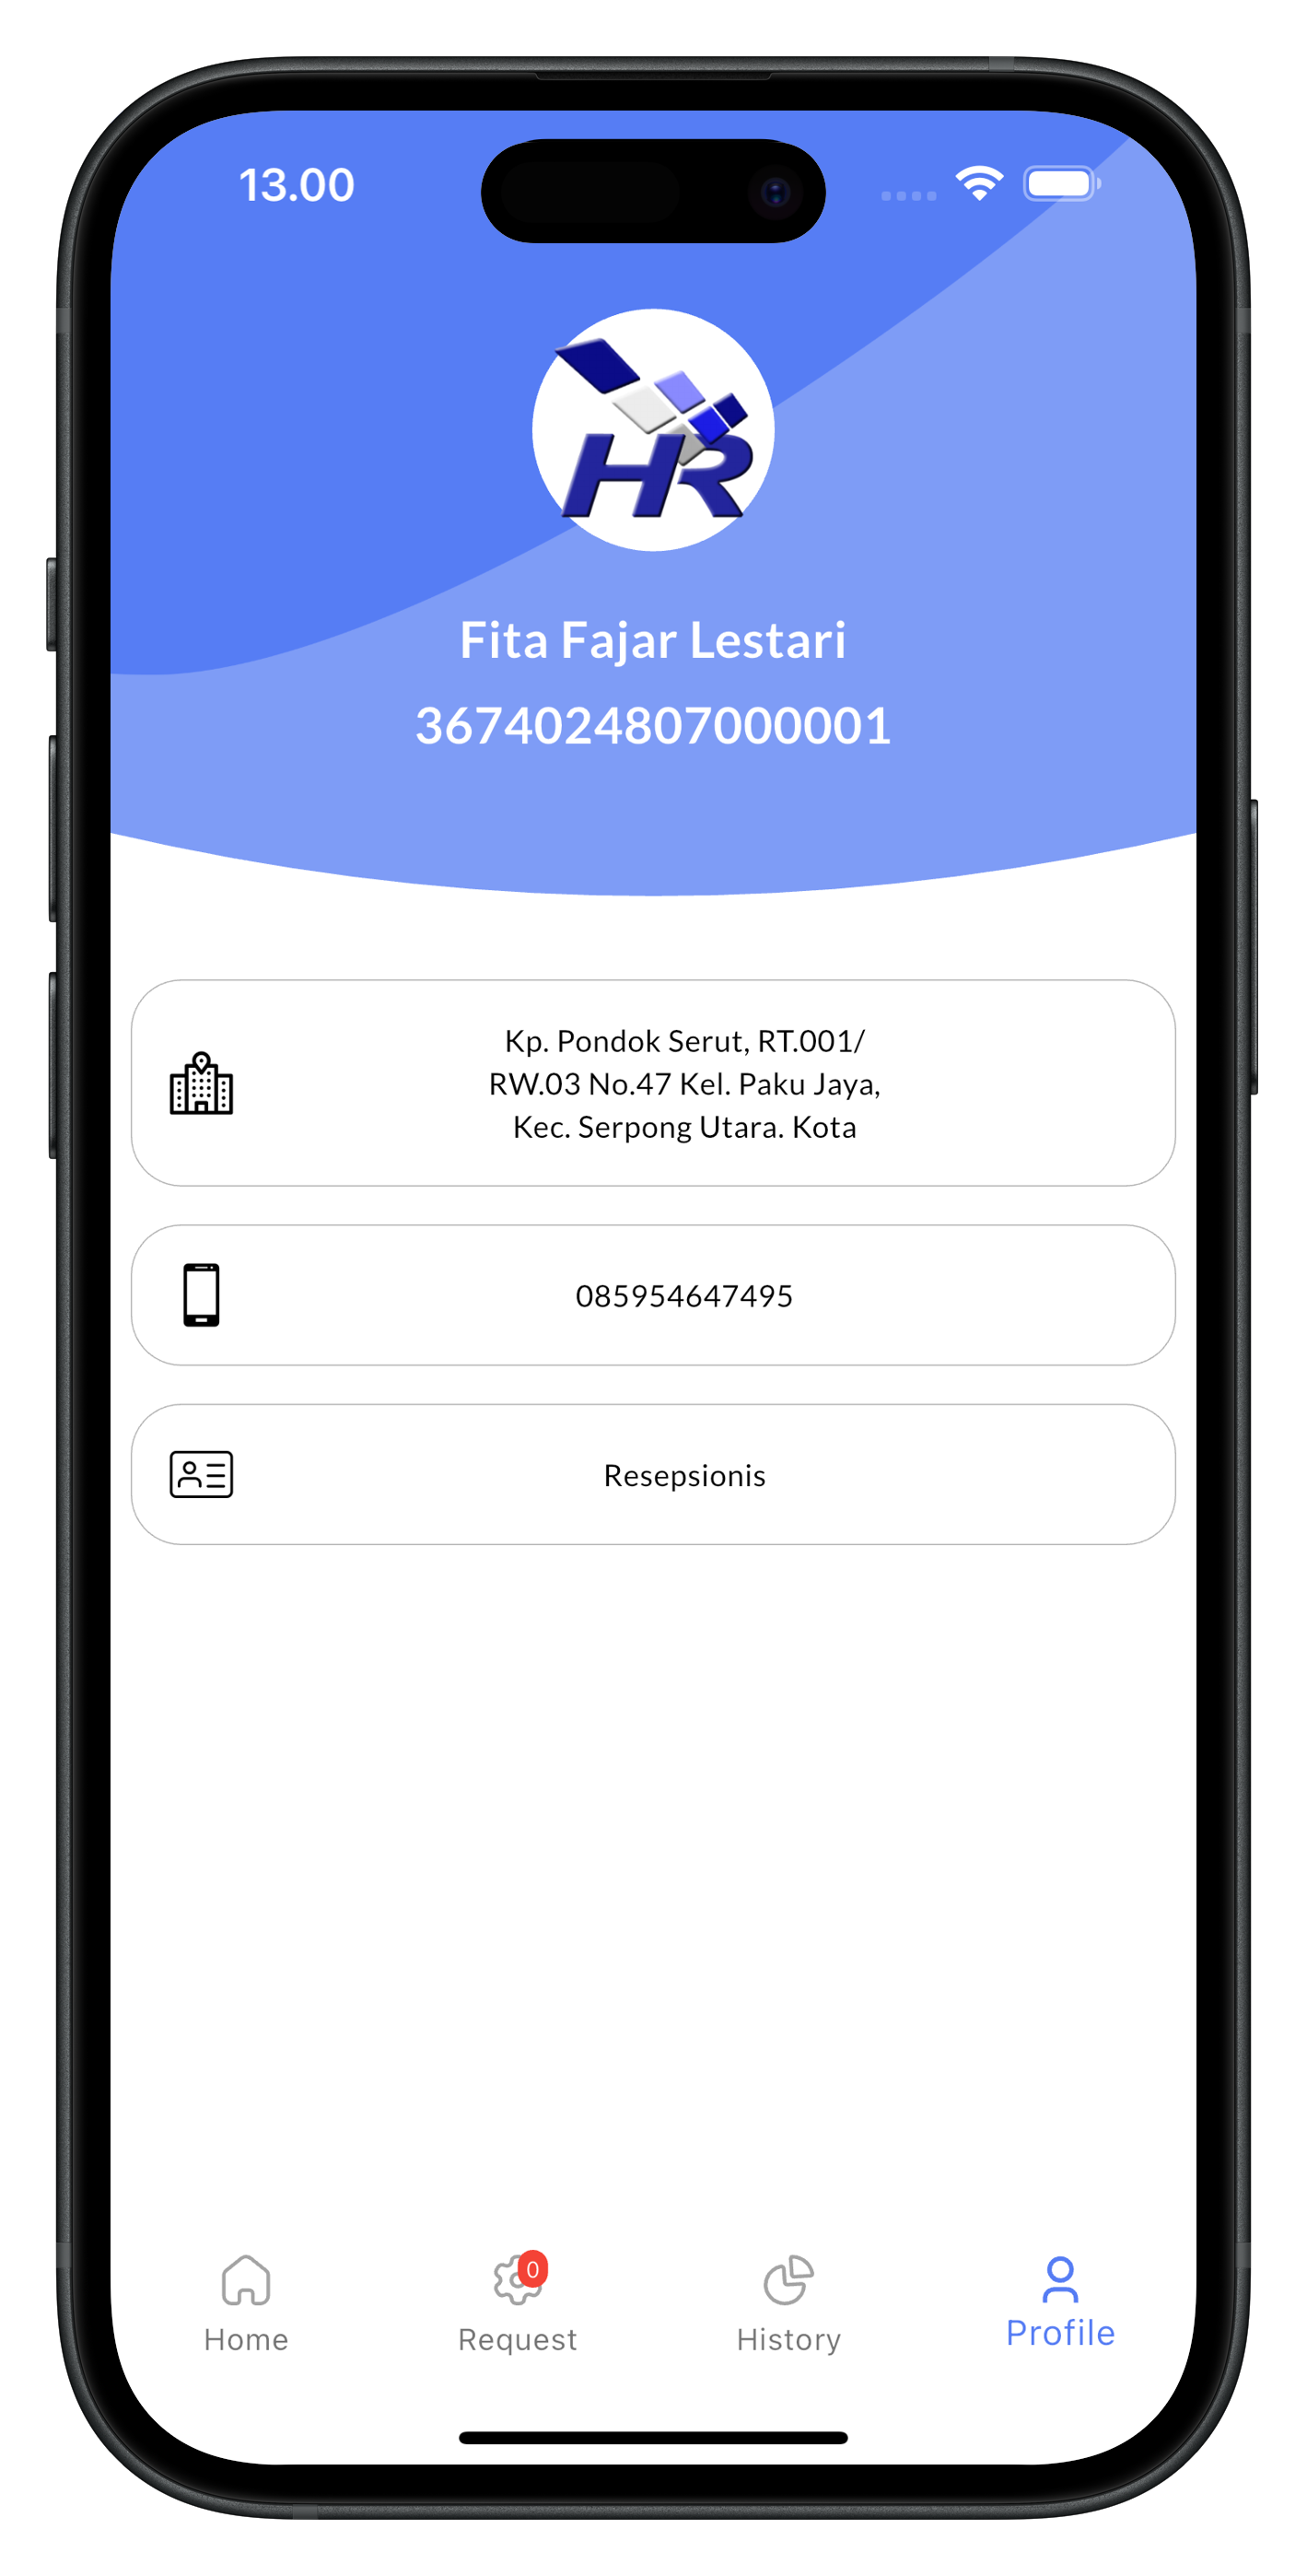 13.00
HR
Fita Fajar Lestari
3674024807000001
Kp. Pondok Serut, RT.001/
RW.03 No.47 Kel. Paku Jaya,
Kec. Serpong Utara. Kota
085954647495
Resepsionis
0
Home
Request
History
Profile